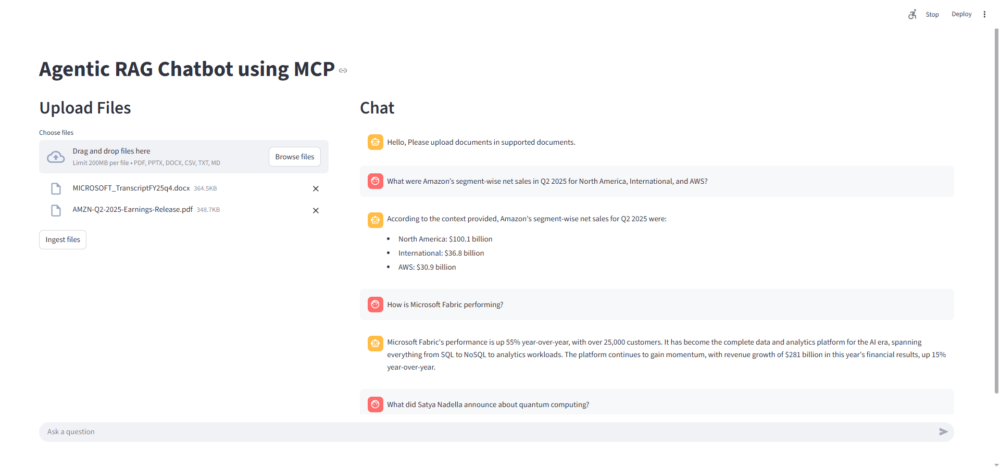 Stop
Deploy
Agentic RAG Chatbot using MCP
Upload Files
Choose files
Drag and drop files here
Limit 200MB per file • PDF, PPTX, DOCX, CSV, TXT, MD
Browse files
MICROSOFT_TranscriptFY25q4.docx 364.5KB
AMZN-Q2-2025-Earnings-Release.pdf 348.7KB
Ingest files
Chat
Hello, Please upload documents in supported documents.
What were Amazon’s segment-wise net sales in Q2 2025 for North America, International, and AWS?
According to the context provided, Amazon's segment-wise net sales for Q2 2025 were:
• North America: $100.1 billion
• International: $36.8 billion
• AWS: $30.9 billion
How is Microsoft Fabric performing?
Microsoft Fabric's performance is up 55% year-over-year, with over 25,000 customers. It has become the complete data and analytics platform for the AI era, spanning
everything from SQL to NoSQL to analytics workloads. The platform continues to gain momentum, with revenue growth of $281 billion in this year's financial results, up 15%
year-over-year.
What did Satya Nadella announce about quantum computing?
Ask a question